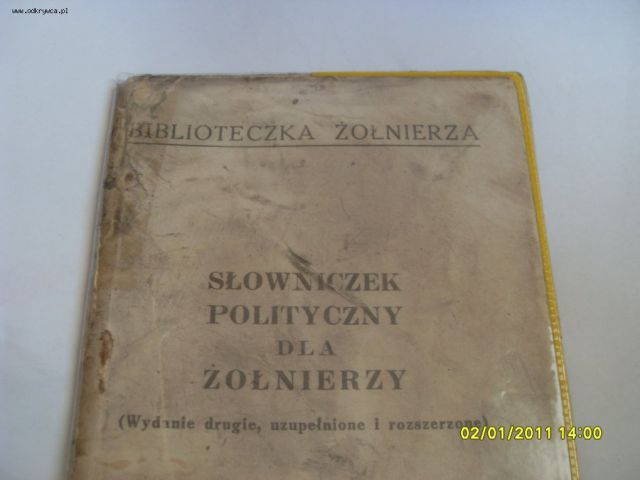 www.odkrywca.pl
BIBLIOTECZKA ŻOŁNIERZA
SŁOWNICZEK
POLITYCZNY
DLA
ŻOŁNIERZY
(Wydanie drugie, uzupełnione i rozszerzone)
02/01/2011 14:00